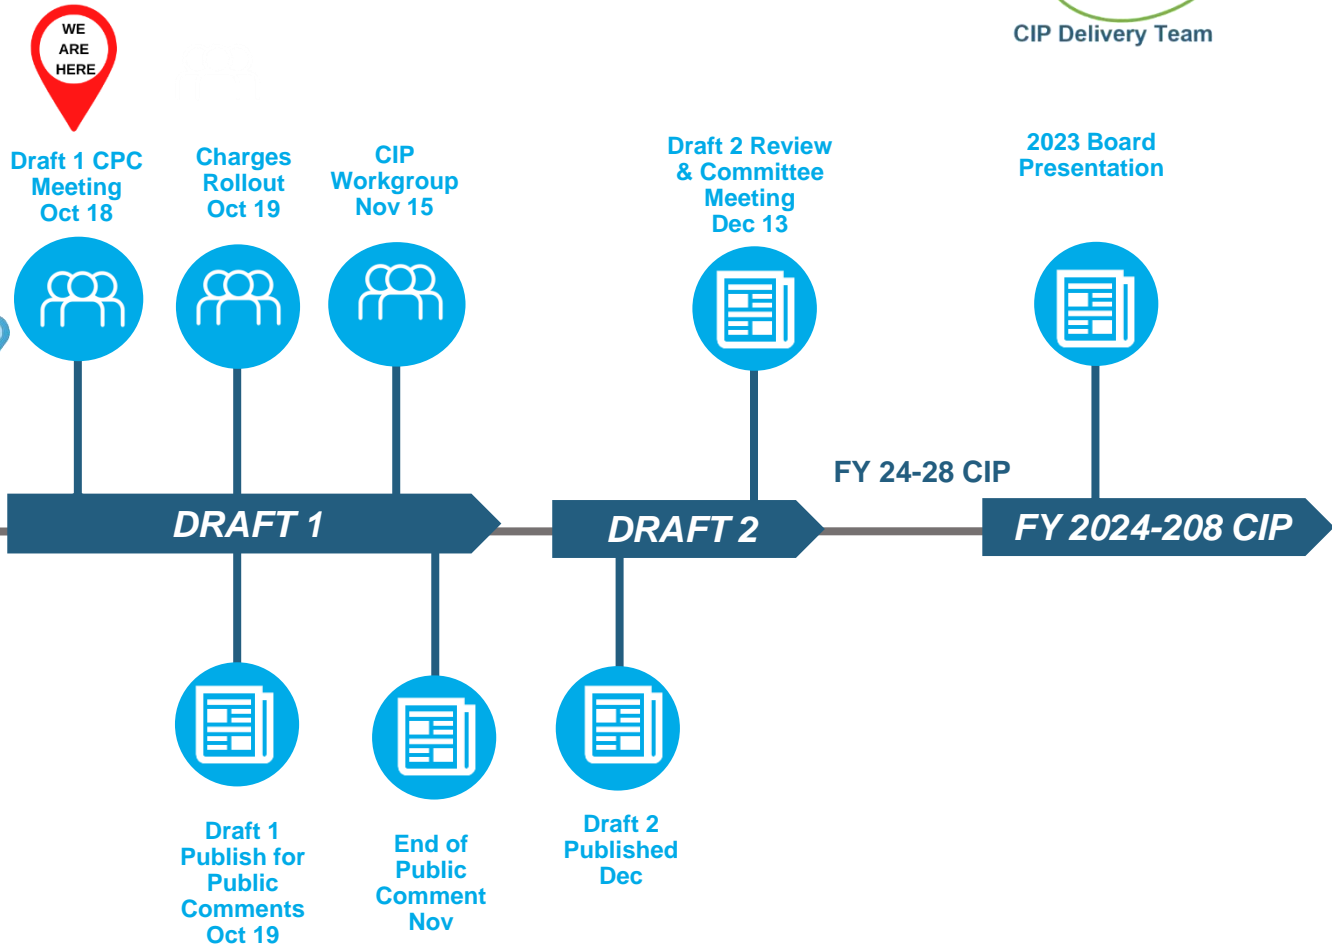 CIP Delivery Team
WE
ARE
HERE
Draft 1 CPC
Meeting
Oct 18
Charges
Rollout
Oct 19
CIP
Workgroup
Nov 15
Draft 2 Review
& Committee
Meeting
Dec 13
2023 Board
Presentation
FY 24-28 CIP
DRAFT 1
DRAFT 2
FY 2024-208 CIP
Draft 1
Publish for
Public
Comments
Oct 19
End of
Public
Comment
Nov
Draft 2
Published
Dec